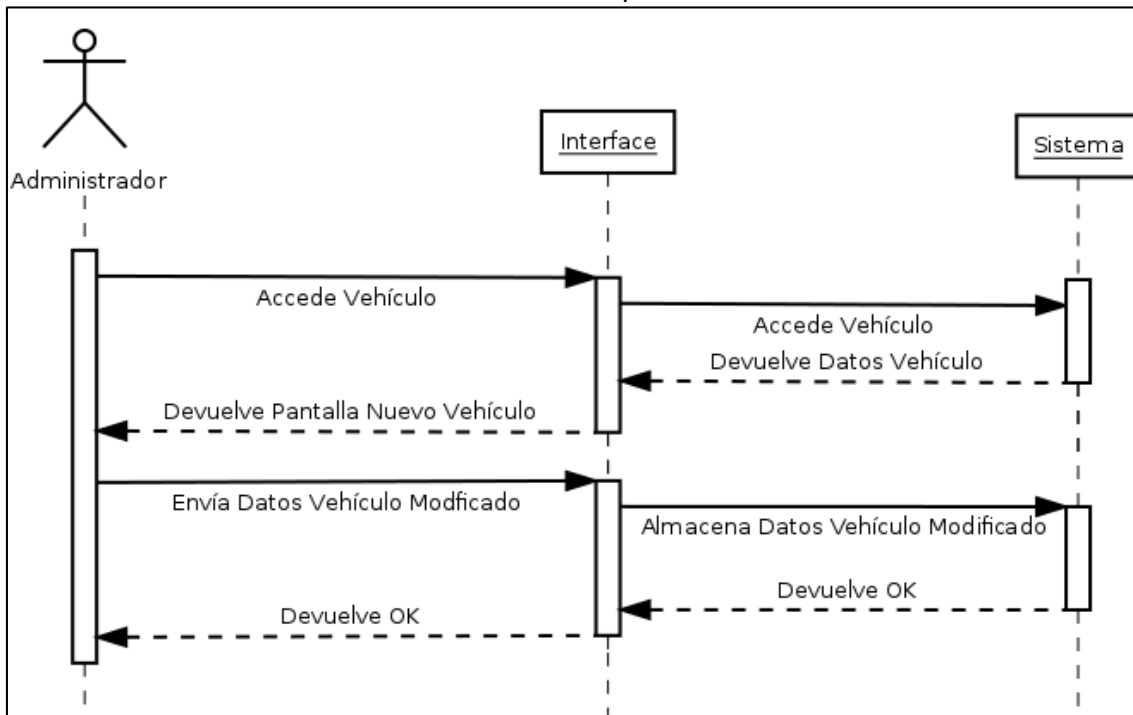 Administrador
Interface
Sistema
Accede Vehículo
Accede Vehículo
Devuelve Datos Vehículo
Devuelve Pantalla Nuevo Vehículo
Envía Datos Vehículo Modficado
Almacena Datos Vehículo Modificado
Devuelve OK
Devuelve OK